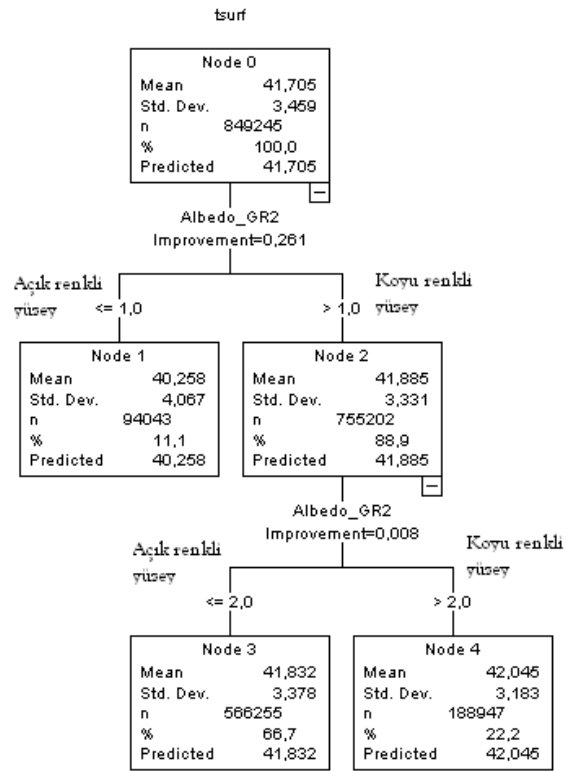 tsurf
Node 0
Mean 41,705
Std. Dev. 3,459
n 849245
% 100,0
Predicted 41,705
Albedo_GR2
Improvement=0,261
Açık renkli
yüsey
<= 1,0
Koyu renkli
yüsey
> 1,0
Node 1
Mean 40,258
Std. Dev. 4,067
n 94043
% 11,1
Predicted 40,258
Node 2
Mean 41,885
Std. Dev. 3,331
n 755202
% 88,9
Predicted 41,885
Albedo_GR2
Improvement=0,008
Açık renkli
yüsey
<= 2,0
Koyu renkli
yüsey
> 2,0
Node 3
Mean 41,832
Std. Dev. 3,378
n 566255
% 66,7
Predicted 41,832
Node 4
Mean 42,045
Std. Dev. 3,183
n 188947
% 22,2
Predicted 42,045